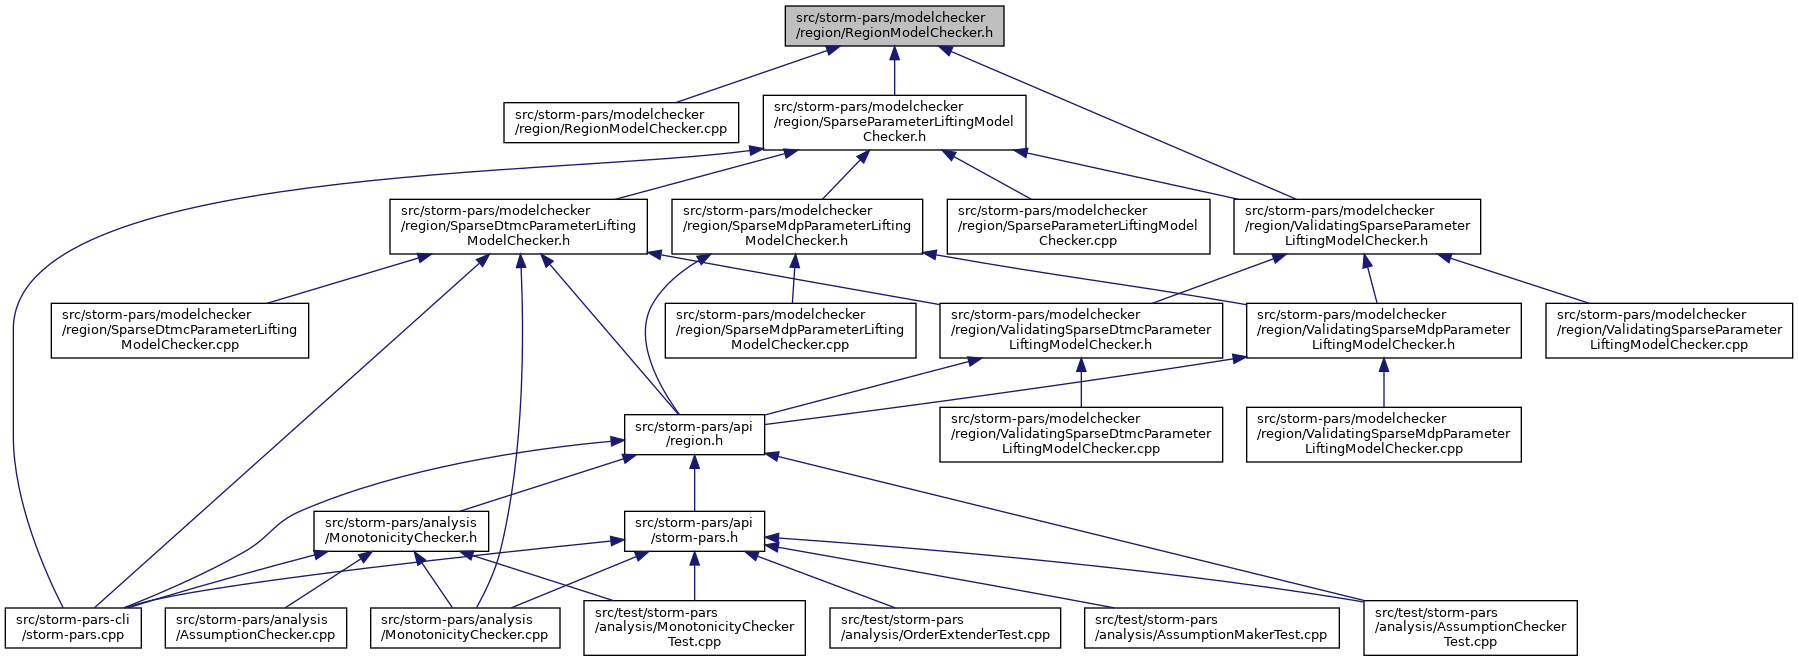 src/storm-pars/modelchecker
/region/RegionModelChecker.h
src/storm-pars/modelchecker
/region/RegionModelChecker.cpp
src/storm-pars/modelchecker
/region/SparseParameterLiftingModel
Checker.h
src/storm-pars/modelchecker
/region/SparseDtmcParameterLifting
ModelChecker.h
src/storm-pars/modelchecker
/region/SparseMdpParameterLifting
ModelChecker.h
src/storm-pars/modelchecker
/region/SparseParameterLiftingModel
Checker.cpp
src/storm-pars/modelchecker
/region/ValidatingSparseParameter
LiftingModelChecker.h
src/storm-pars/modelchecker
/region/SparseDtmcParameterLifting
ModelChecker.cpp
src/storm-pars/modelchecker
/region/SparseMdpParameterLifting
ModelChecker.cpp
src/storm-pars/modelchecker
/region/ValidatingSparseDtmcParameter
LiftingModelChecker.h
src/storm-pars/modelchecker
/region/ValidatingSparseMdpParameter
LiftingModelChecker.h
src/storm-pars/modelchecker
/region/ValidatingSparseParameter
LiftingModelChecker.cpp
src/storm-pars/api
/region.h
src/storm-pars/modelchecker
/region/ValidatingSparseDtmcParameter
LiftingModelChecker.cpp
src/storm-pars/modelchecker
/region/ValidatingSparseMdpParameter
LiftingModelChecker.cpp
src/storm-pars/analysis
/MonotonicityChecker.h
src/storm-pars/api
/storm-pars.h
src/storm-pars-cli
/storm-pars.cpp
src/storm-pars/analysis
/AssumptionChecker.cpp
src/storm-pars/analysis
/MonotonicityChecker.cpp
src/test/storm-pars
/analysis/MonotonicityChecker
Test.cpp
src/test/storm-pars
/analysis/OrderExtenderTest.cpp
src/test/storm-pars
/analysis/AssumptionMakerTest.cpp
src/test/storm-pars
/analysis/AssumptionChecker
Test.cpp